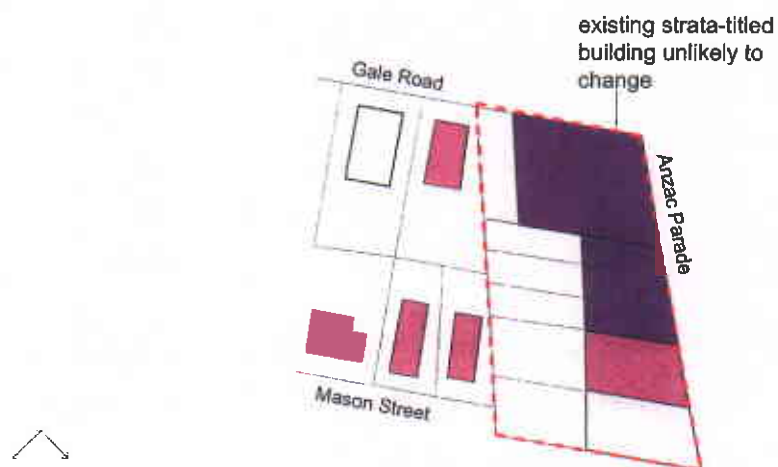 existing strata-titled
building unlikely to
change
Gale Road
Anzac Parade
Mason Street